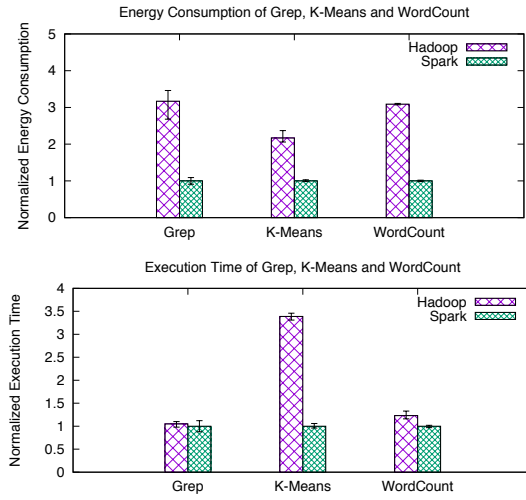 Energy Consumption of Grep, K-Means and WordCount
Normalized Energy Consumption
5
4
3
2
1
0
Hadoop
Spark
Grep K-Means WordCount
Execution Time of Grep, K-Means and WordCount
Normalized Execution Time
4
3.5
3
2.5
2
1.5
1
0.5
0
Hadoop
Spark
Grep K-Means WordCount